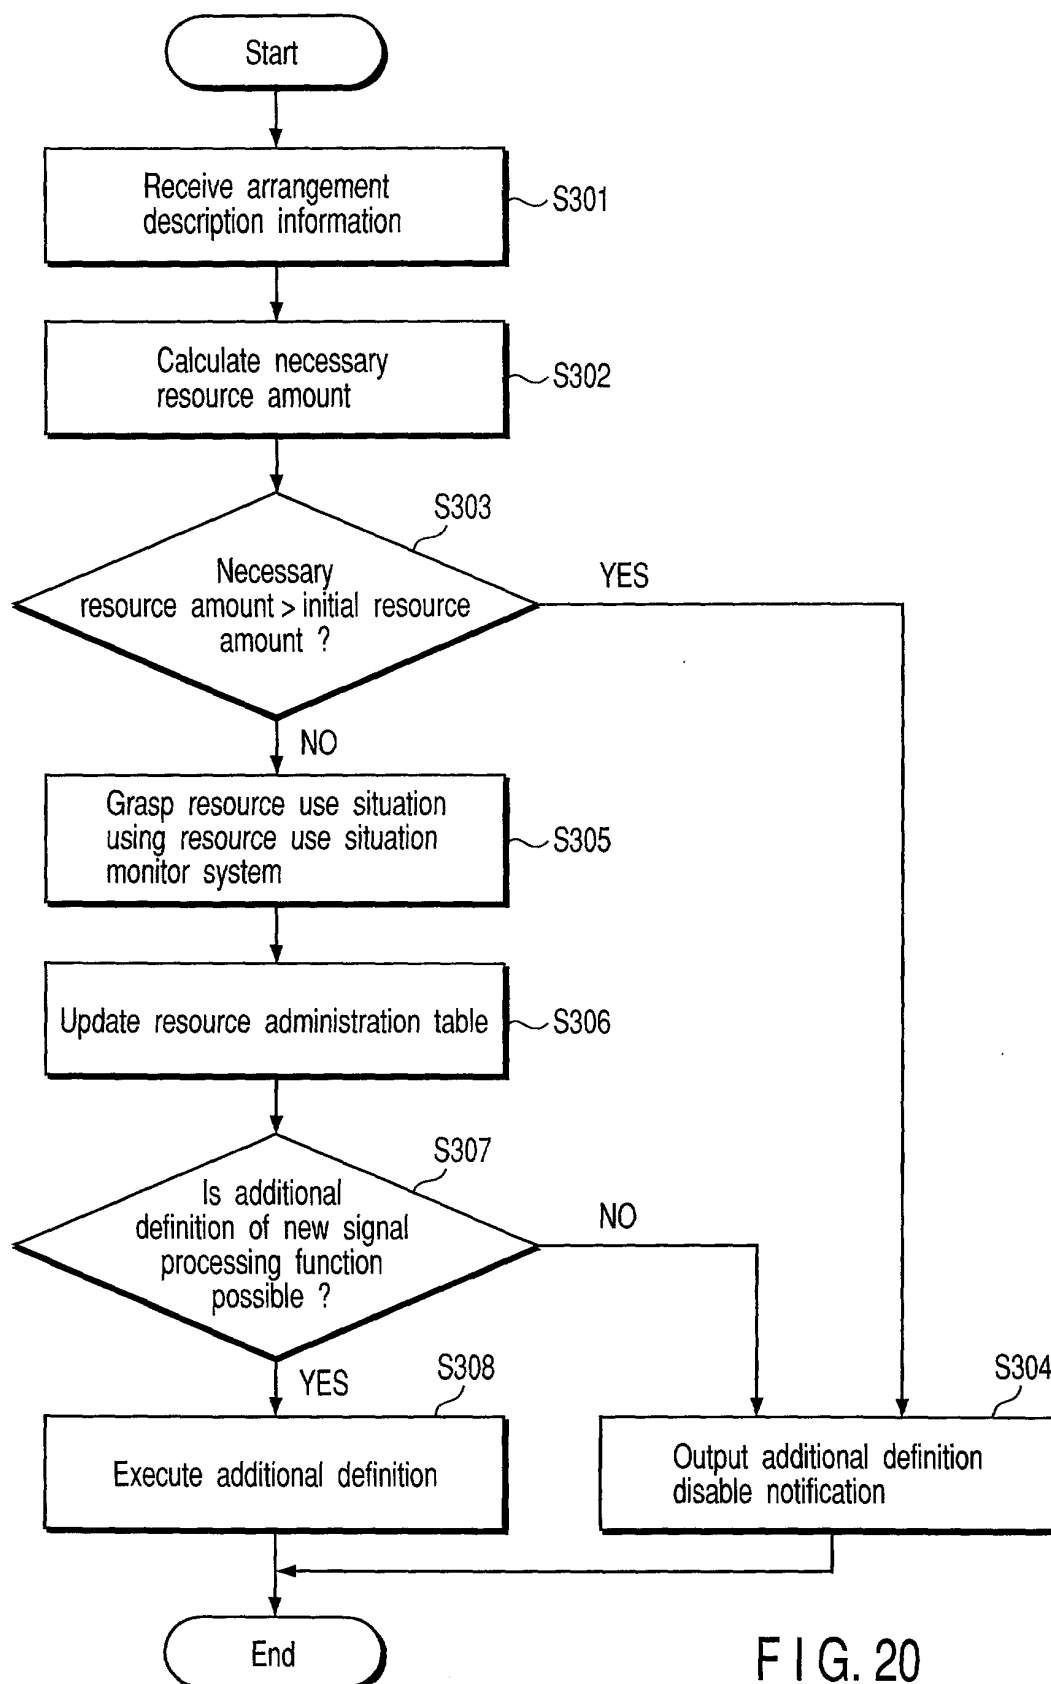 Start
Receive arrangement
description information
S301
Calculate necessary
resource amount
S302
S303
Necessary
resource amount > initial resource
amount ?
YES
NO
Grasp resource use situation
using resource use situation
monitor system
S305
Update resource administration table
S306
S307
Is additional
definition of new signal
processing function
possible ?
NO
YES
S308
Execute additional definition
S304
Output additional definition
disable notification
End
FIG. 20